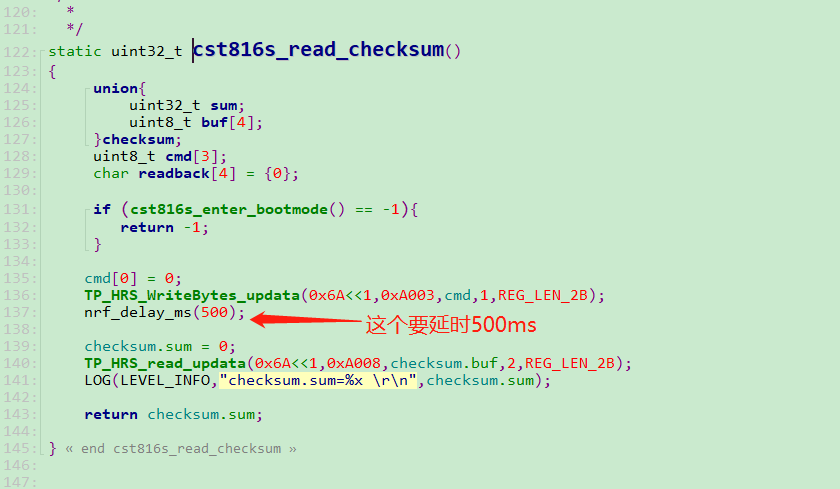 120: *
121: */
122: static uint32_t cst816s_read_checksum()
123: {
124: union{
125: uint32_t sum;
126: uint8_t buf[4];
127: }checksum;
128: uint8_t cmd[3];
129: char readback[4] = {0};
130:
131: if (cst816s_enter_bootmode() == -1){
132: return -1;
133: }
134:
135: cmd[0] = 0;
136: TP_HRS_WriteBytes_updata(0x6A<<1,0xA003,cmd,1,REG_LEN_2B);
137: nrf_delay_ms(500); 这个要延时500ms
138:
139: checksum.sum = 0;
140: TP_HRS_read_updata(0x6A<<1,0xA008,checksum.buf,2,REG_LEN_2B);
141: LOG(LEVEL_INFO,"checksum.sum=%x \r\n",checksum.sum);
142:
143: return checksum.sum;
144:
145: } « end cst816s_read_checksum »
146:
147: